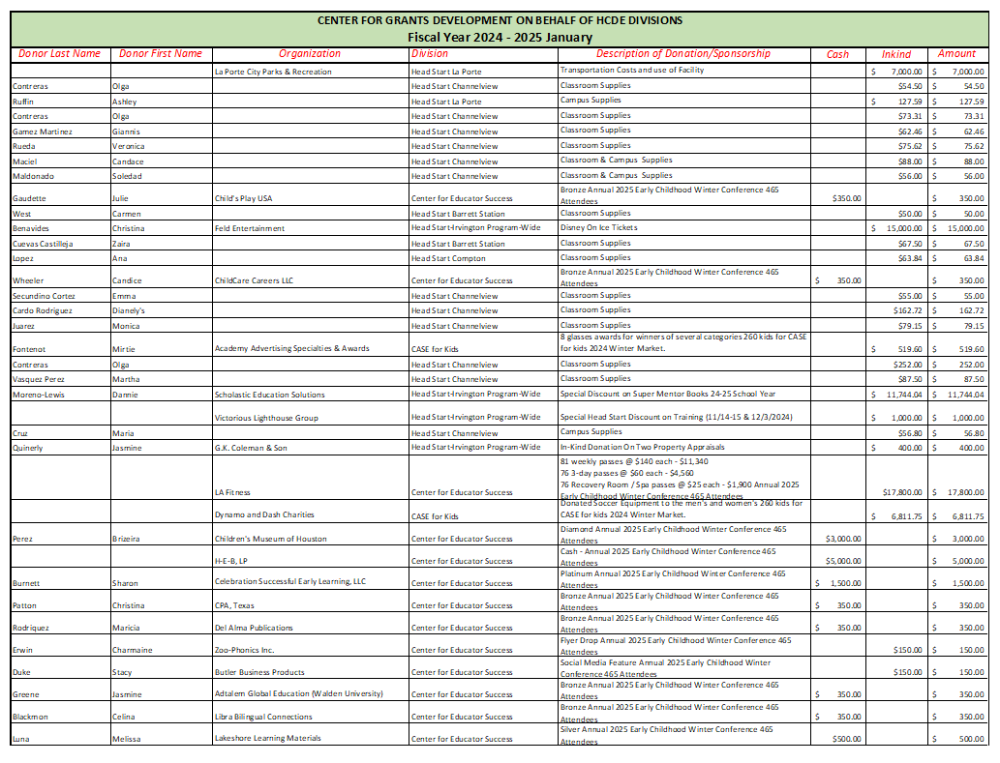 CENTER FOR GRANTS DEVELOPMENT ON BEHALF OF HCDE DIVISIONS
Fiscal Year 2024 - 2025 January
Donor Last Name Donor First Name Organization Division Description of Donation/Sponsorship Cash Inkind Amount
La Porte City Parks & Recreation Head Start La Porte Transportation Costs and use of Facility $ 7,000.00 $ 7,000.00
Contreras Olga Head Start Channelview Classroom Supplies $54.50 $ 54.50
Ruffin Ashley Head Start La Porte Campus Supplies $ 127.59 $ 127.59
Contreras Olga Head Start Channelview Classroom Supplies $73.31 $ 73.31
Gamez Martinez Giannis Head Start Channelview Classroom Supplies $62.46 $ 62.46
Rueda Veronica Head Start Channelview Classroom Supplies $75.62 $ 75.62
Maciel Candace Head Start Channelview Classroom & Campus Supplies $88.00 $ 88.00
Maldonado Soledad Head Start Channelview Classroom & Campus Supplies $56.00 $ 56.00
Bronze Annual 2025 Early Childhood Winter Conference 465
Gaudette Julie Child's Play USA Center for Educator Success Attendees $350.00 $ 350.00
West Carmen Head Start Barrett Station Classroom Supplies $50.00 $ 50.00
Benavides Christina Feld Entertainment Head Start-Irvington Program-Wide Disney On Ice Tickets $ 15,000.00 $ 15,000.00
Cuevas Castilleja Zaira Head Start Barrett Station Classroom Supplies $67.50 $ 67.50
Lopez Ana Head Start Compton Classroom Supplies $63.84 $ 63.84
Bronze Annual 2025 Early Childhood Winter Conference 465
Wheeler Candice ChildCare Careers LLC Center for Educator Success Attendees $ 350.00 $ 350.00
Secundino Cortez Emma Head Start Channelview Classroom Supplies $55.00 $ 55.00
Cardo Rodriguez Dianely's Head Start Channelview Classroom Supplies $162.72 $ 162.72
Juarez Monica Head Start Channelview Classroom Supplies $79.15 $ 79.15
8 glasses awards for winners of several categories 260 kids for CASE
Fontenot Mirtie Academy Advertising Specialties & Awards CASE for Kids for kids 2024 Winter Market. $ 519.60 $ 519.60
Contreras Olga Head Start Channelview Classroom Supplies $252.00 $ 252.00
Vasquez Perez Martha Head Start Channelview Classroom Supplies $87.50 $ 87.50
Moreno-Lewis Dannie Scholastic Education Solutions Head Start-Irvington Program-Wide Special Discount on Super Mentor Books 24-25 School Year $ 11,744.04 $ 11,744.04
Victorious Lighthouse Group Head Start-Irvington Program-Wide Special Head Start Discount on Training (11/14-15 & 12/3/2024) $ 1,000.00 $ 1,000.00
Cruz Maria Head Start Channelview Campus Supplies $56.80 $ 56.80
Quinerly Jasmine G.K. Coleman & Son Head Start-Irvington Program-Wide In-Kind Donation On Two Property Appraisals $ 400.00 $ 400.00
81 weekly passes @ $140 each - $11,340
76 3-day passes @ $60 each - $4,560
76 Recovery Room / Spa passes @ $25 each - $1,900 Annual 2025
LA Fitness Center for Educator Success Early Childhood Winter Conference 465 Attendees $17,800.00 $ 17,800.00
Donated Soccer Equipment to the men's and women's 260 kids for
Dynamo and Dash Charities CASE for Kids CASE for kids 2024 Winter Market. $ 6,811.75 $ 6,811.75
Diamond Annual 2025 Early Childhood Winter Conference 465
Perez Brizeira Children's Museum of Houston Center for Educator Success Attendees $3,000.00 $ 3,000.00
Cash - Annual 2025 Early Childhood Winter Conference 465
H-E-B, LP Center for Educator Success Attendees $5,000.00 $ 5,000.00
Platinum Annual 2025 Early Childhood Winter Conference 465
Burnett Sharon Celebration Successful Early Learning, LLC Center for Educator Success Attendees $ 1,500.00 $ 1,500.00
Bronze Annual 2025 Early Childhood Winter Conference 465
Patton Christina CPA, Texas Center for Educator Success Attendees $ 350.00 $ 350.00
Bronze Annual 2025 Early Childhood Winter Conference 465
Rodriquez Maricia Del Alma Publications Center for Educator Success Attendees $ 350.00 $ 350.00
Flyer Drop Annual 2025 Early Childhood Winter Conference 465
Erwin Charmaine Zoo-Phonics Inc. Center for Educator Success Attendees $150.00 $ 150.00
Social Media Feature Annual 2025 Early Childhood Winter
Duke Stacy Butler Business Products Center for Educator Success Conference 465 Attendees $150.00 $ 150.00
Bronze Annual 2025 Early Childhood Winter Conference 465
Greene Jasmine Adtalem Global Education (Walden University) Center for Educator Success Attendees $ 350.00 $ 350.00
Bronze Annual 2025 Early Childhood Winter Conference 465
Blackmon Celina Libra Bilingual Connections Center for Educator Success Attendees $ 350.00 $ 350.00
Silver Annual 2025 Early Childhood Winter Conference 465
Luna Melissa Lakeshore Learning Materials Center for Educator Success Attendees $500.00 $ 500.00